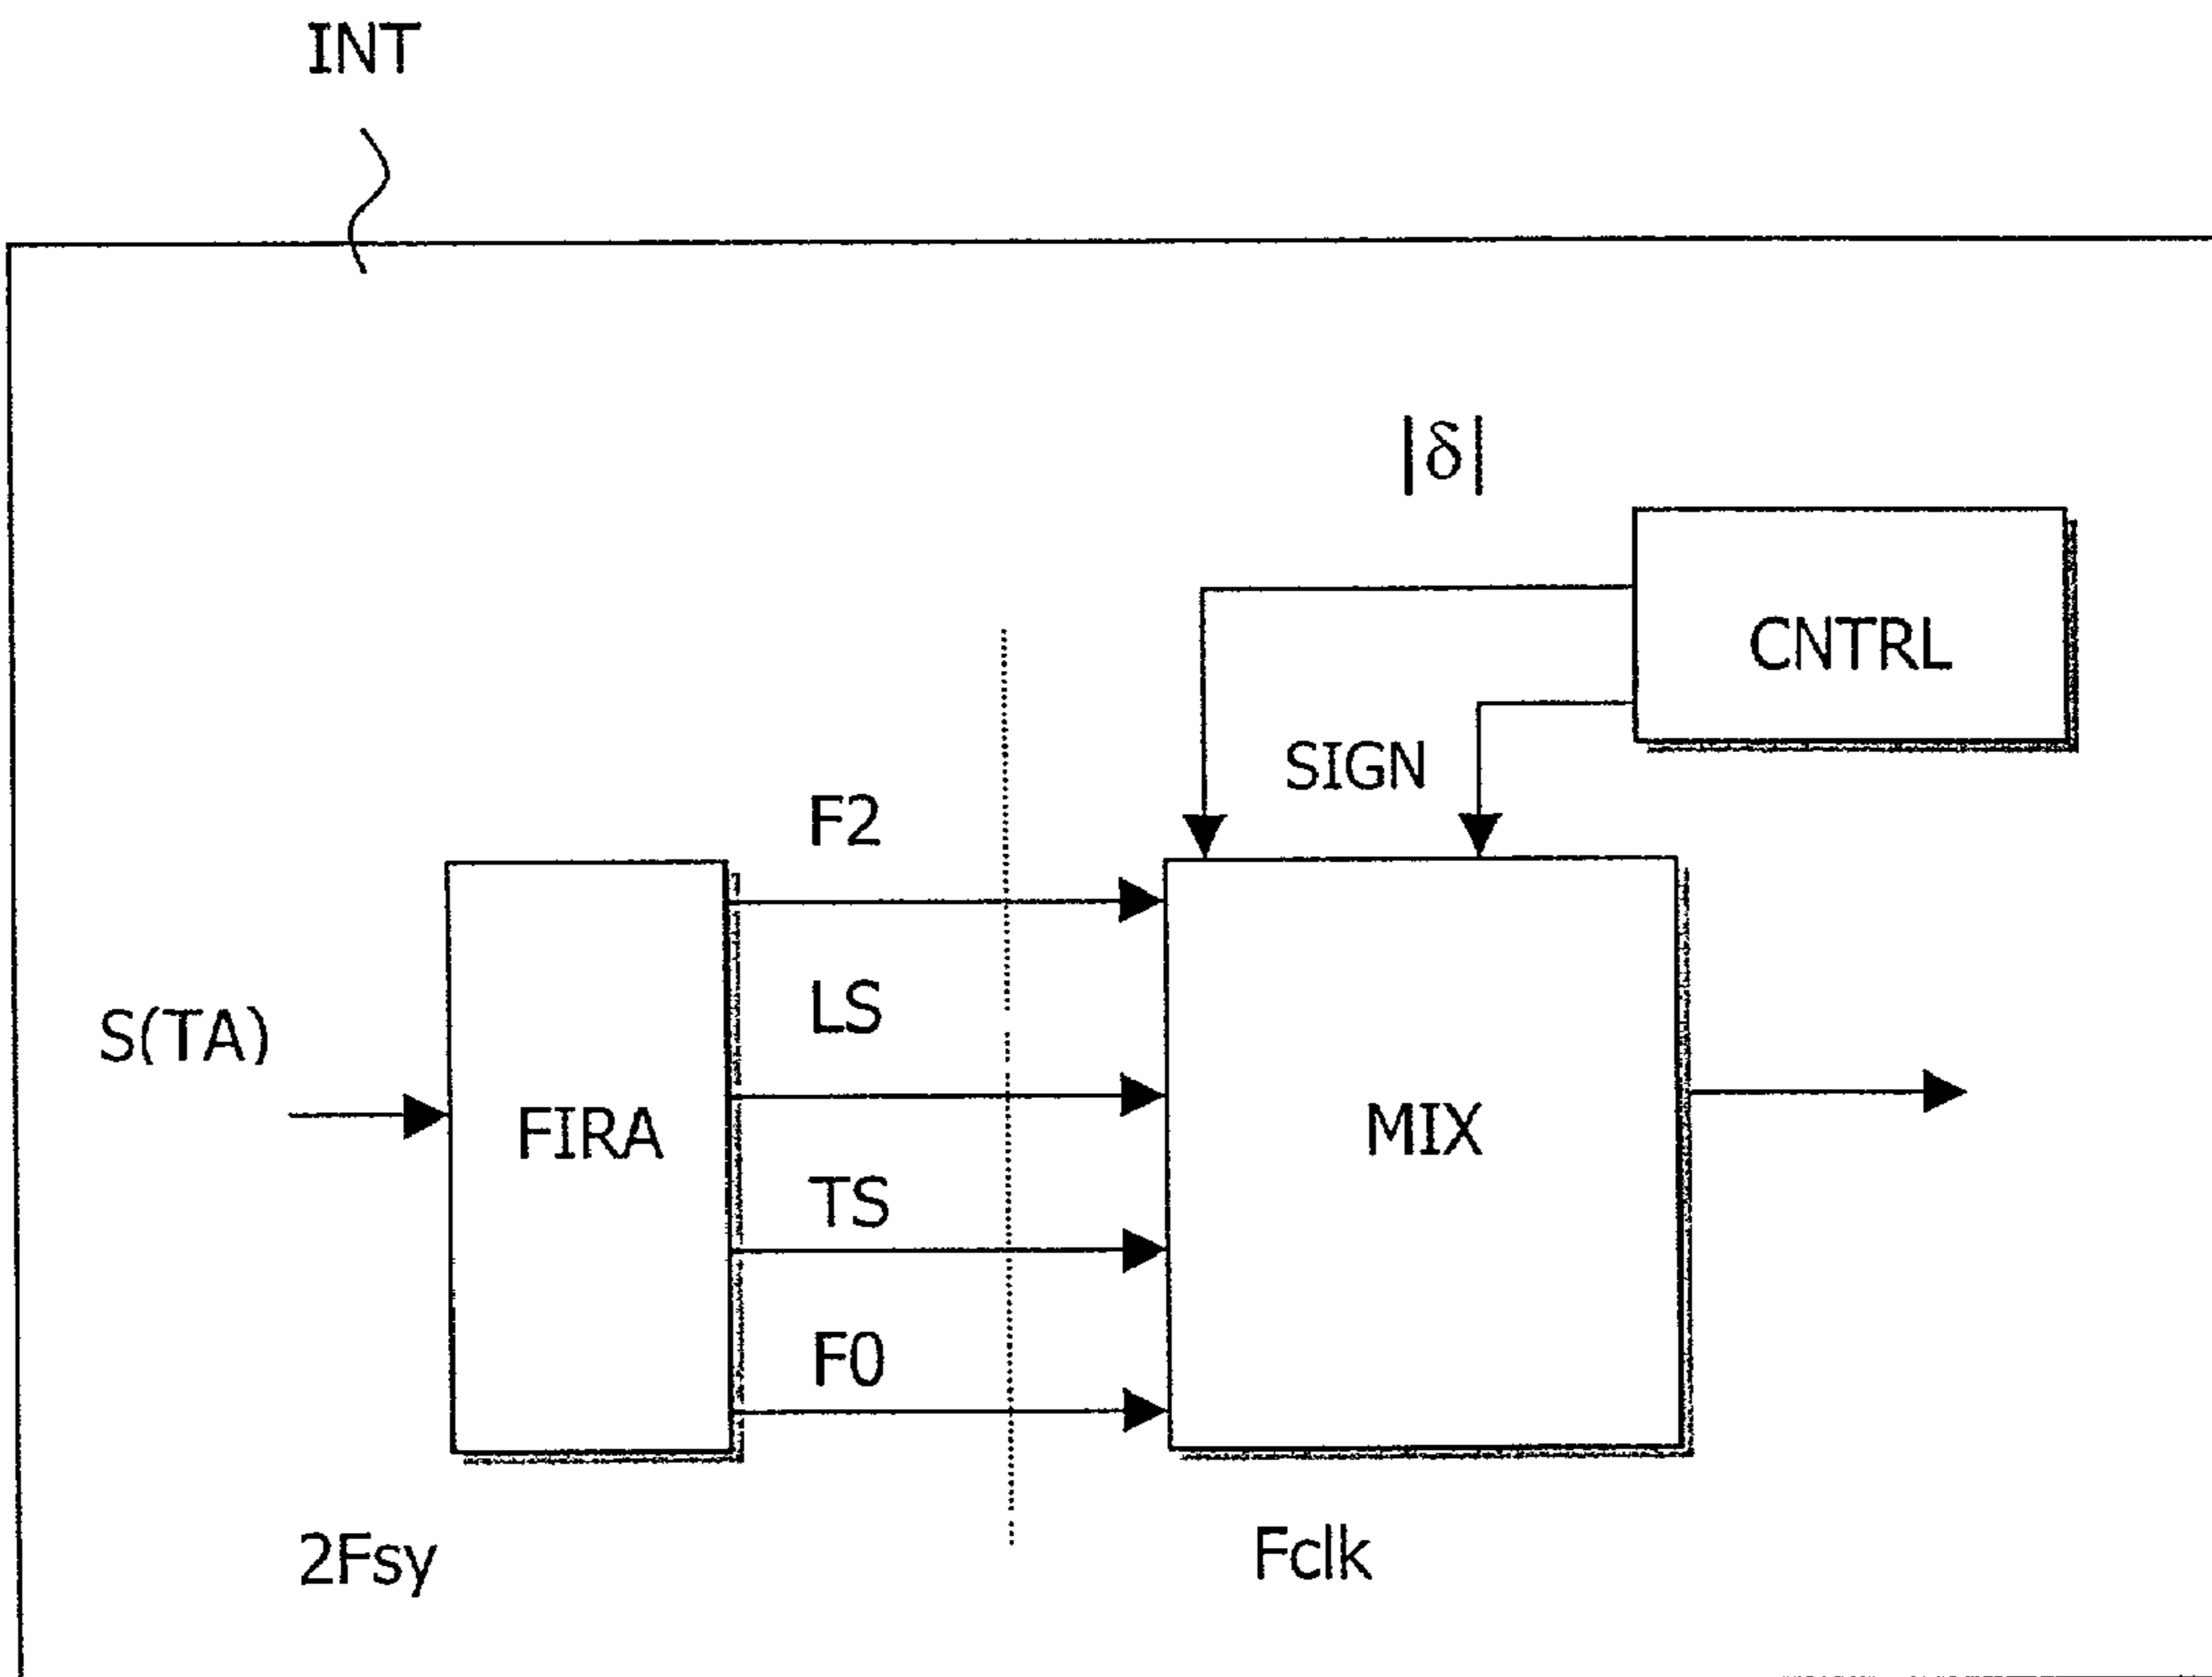 INT
|δ|
CNTRL
SIGN
F2
LS
S(TA)
FIRA
MIX
TS
F0
2Fsy
Fclk